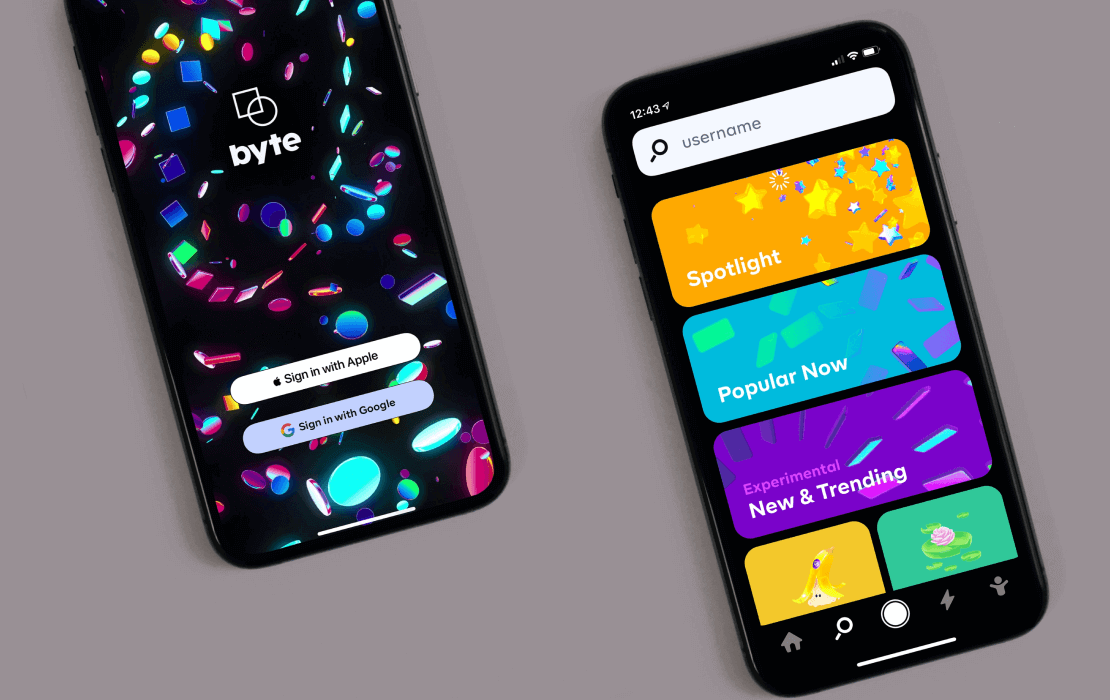 byte
Sign in with Apple
Sign in with Google
12:43
username
Spotlight
Popular Now
Experimental
New & Trending